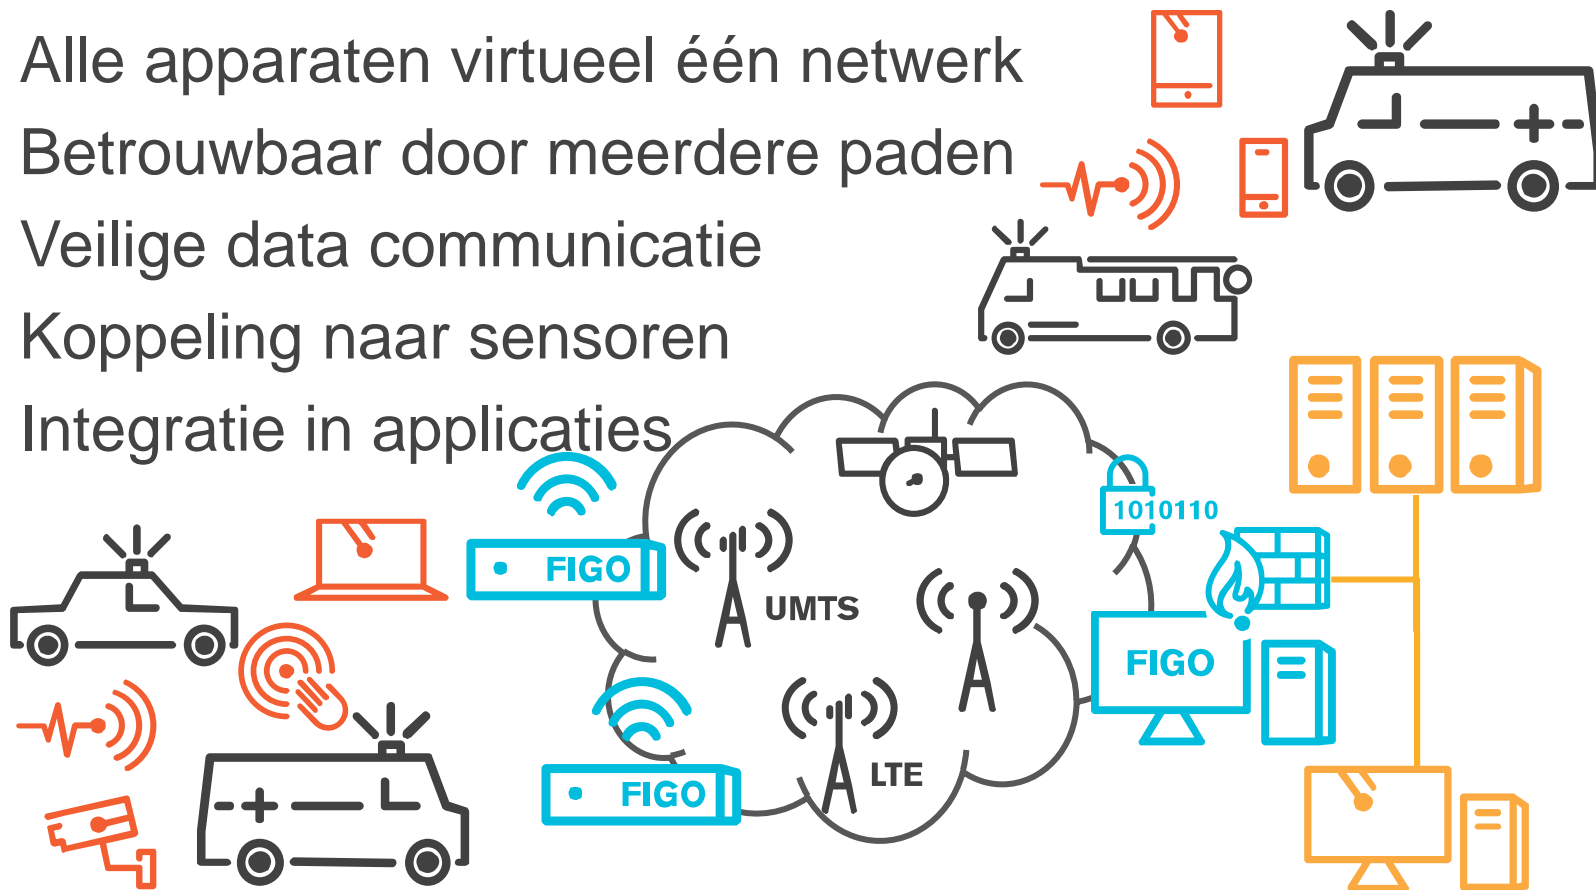 Alle apparaten virtueel één netwerk
Betrouwbaar door meerdere paden
Veilige data communicatie
Koppeling naar sensoren
Integratie in applicaties
1010110
FIGO
UMTS
FIGO
LTE
FIGO